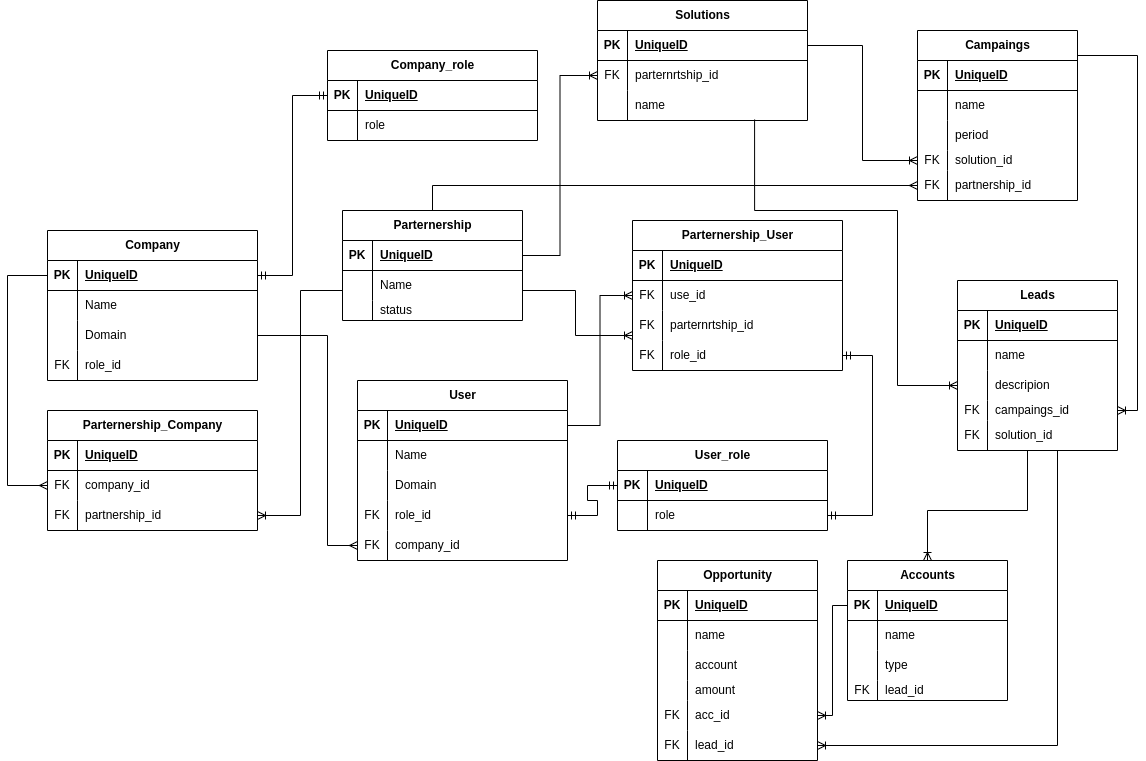 Solutions
PK UniqueID
FK parternrtship_id
name
Campaings
PK UniqueID
name
period
FK solution_id
FK partnership_id
Company_role
PK UniqueID
role
Parternership
PK UniqueID
Name
status
Parternership_User
PK UniqueID
FK use_id
FK parternrtship_id
FK role_id
Company
PK UniqueID
Name
Domain
FK role_id
Leads
PK UniqueID
name
descripion
FK campaings_id
FK solution_id
User
PK UniqueID
Name
Domain
FK role_id
FK company_id
Parternership_Company
PK UniqueID
FK company_id
FK partnership_id
User_role
PK UniqueID
role
Opportunity
PK UniqueID
name
account
amount
FK acc_id
FK lead_id
Accounts
PK UniqueID
name
type
FK lead_id